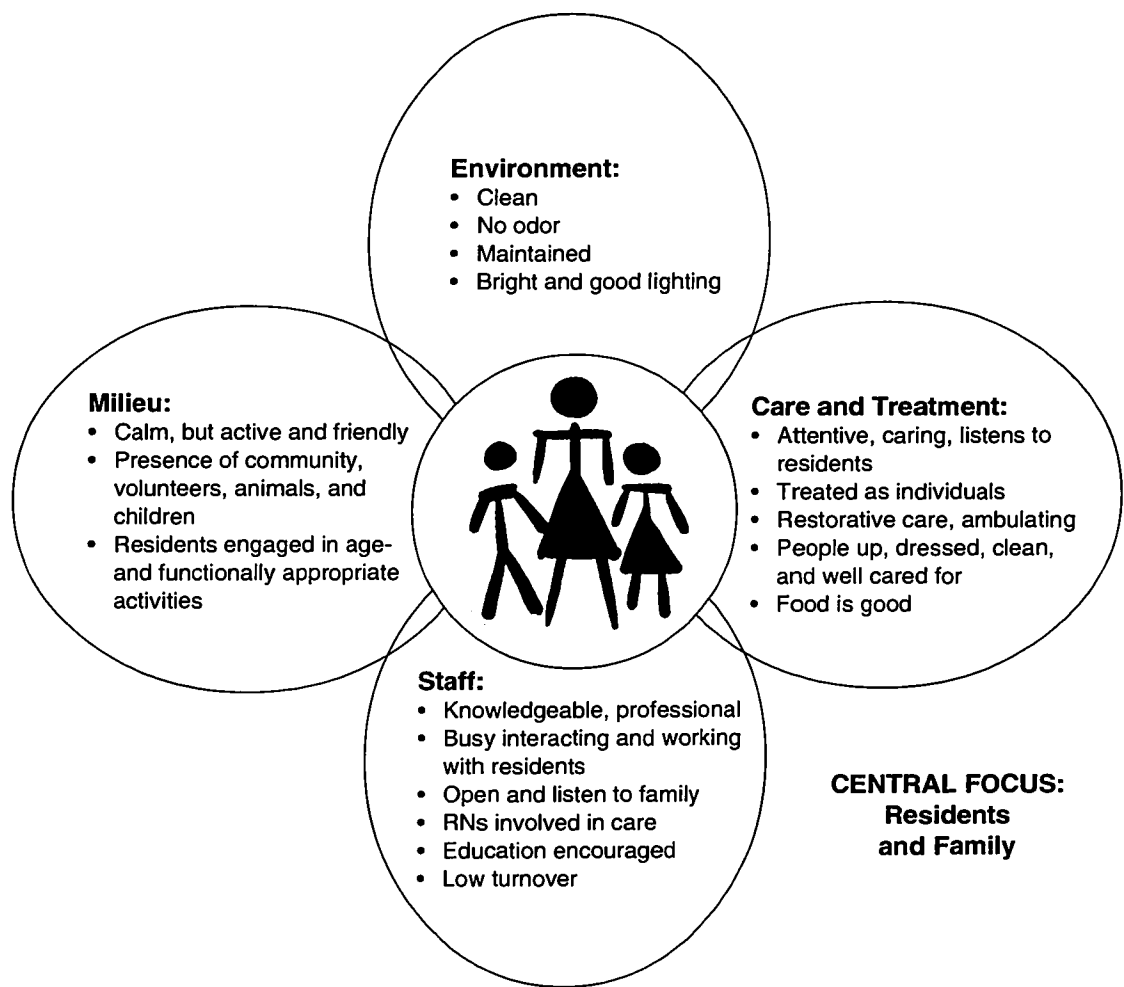 Environment:
• Clean
• No odor
• Maintained
• Bright and good lighting
Milieu:
• Calm, but active and friendly
• Presence of community,
volunteers, animals, and
children
• Residents engaged in age-
and functionally appropriate
activities
Care and Treatment:
• Attentive, caring, listens to
residents
• Treated as individuals
• Restorative care, ambulating
• People up, dressed, clean,
and well cared for
• Food is good
Staff:
• Knowledgeable, professional
• Busy interacting and working
with residents
• Open and listen to family
• RNs involved in care
• Education encouraged
• Low turnover
CENTRAL FOCUS:
Residents
and Family